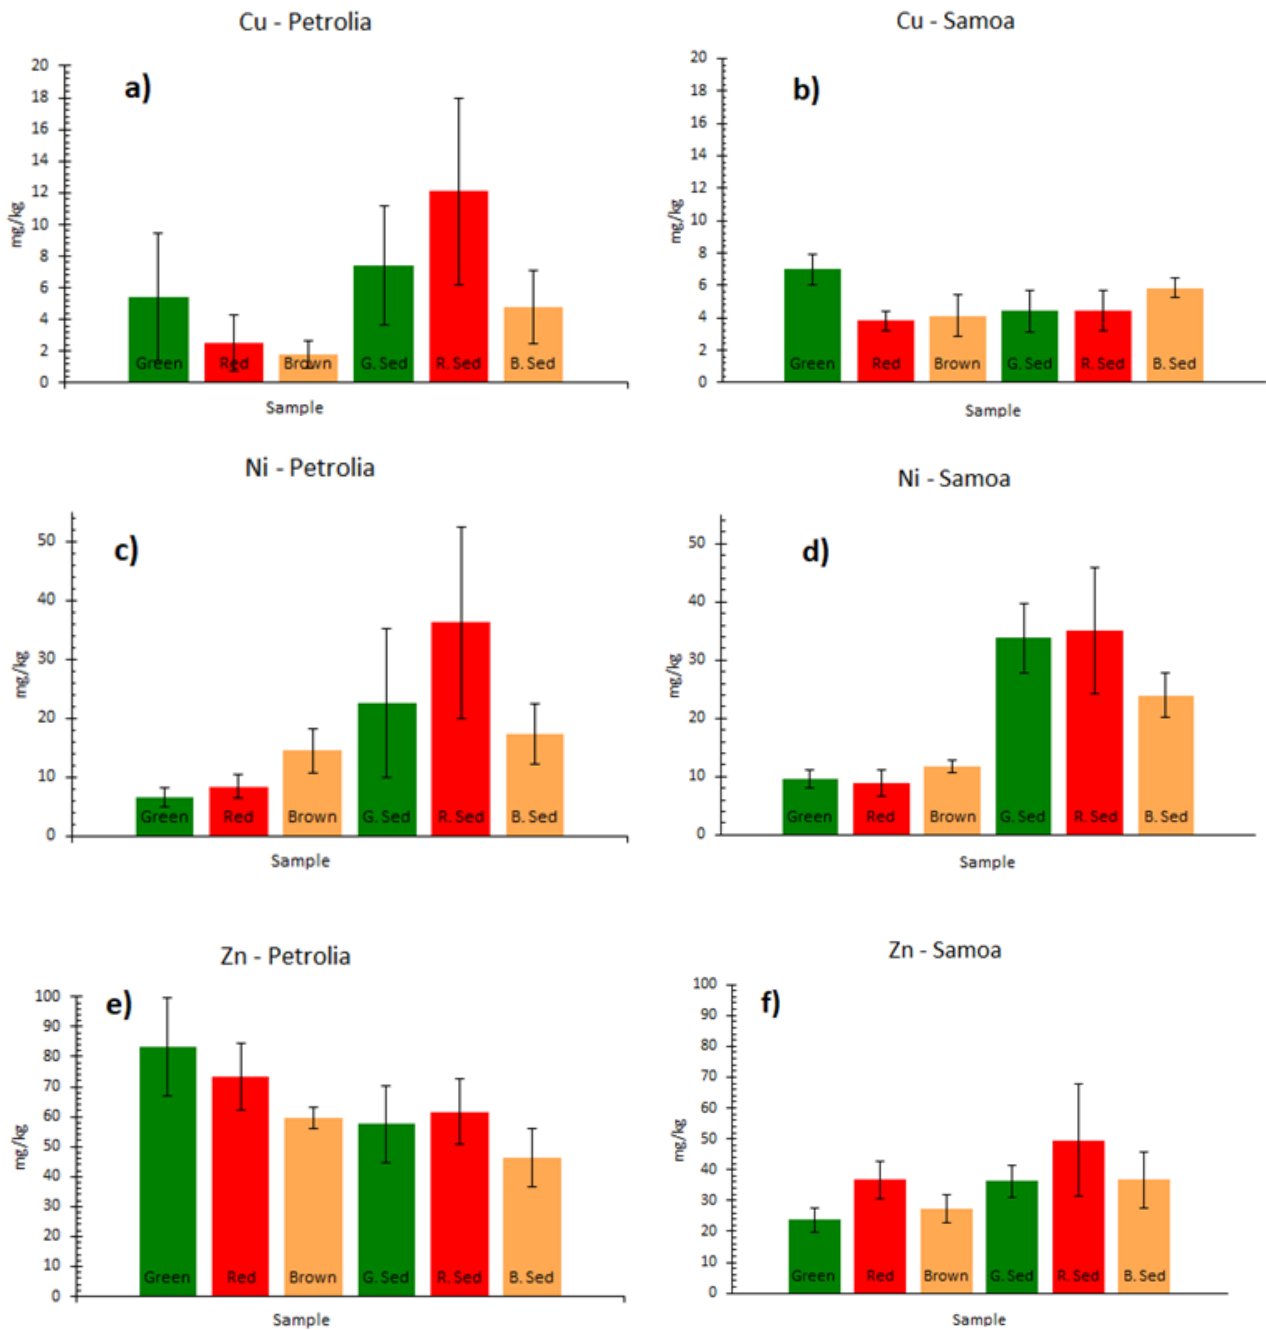 Cu - Petrolia
a)
20
18
16
14
12
10
8
6
4
2
0
mg/kg
Green
Red
Brown
G. Sed
R. Sed
B. Sed
Sample
Cu - Samoa
b)
20
18
16
14
12
10
8
6
4
2
0
mg/kg
Green
Red
Brown
G. Sed
R. Sed
B. Sed
Sample
Ni - Petrolia
c)
50
40
30
20
10
0
mg/kg
Green
Red
Brown
G. Sed
R. Sed
B. Sed
Sample
Ni - Samoa
d)
50
40
30
20
10
0
mg/kg
Green
Red
Brown
G. Sed
R. Sed
B. Sed
Sample
Zn - Petrolia
e)
100
90
80
70
60
50
40
30
20
10
0
mg/kg
Green
Red
Brown
G. Sed
R. Sed
B. Sed
Sample
Zn - Samoa
f)
100
90
80
70
60
50
40
30
20
10
0
mg/kg
Green
Red
Brown
G. Sed
R. Sed
B. Sed
Sample